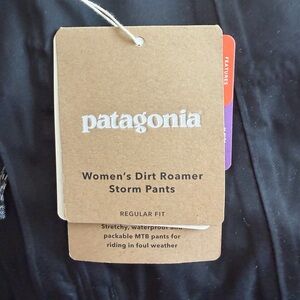 patagonia
Women's Dirt Roamer
Storm Pants
REGULAR FIT
Stretchy, waterproof and
packable MTB pants for
riding in foul weather
FEATURES